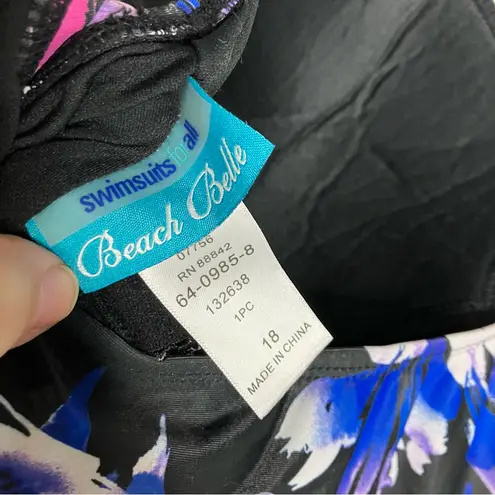 swimsuitsforall
Beach Belle
07756
RN 88842
64-0985-8
132638
1PC
18
MADE IN CHINA